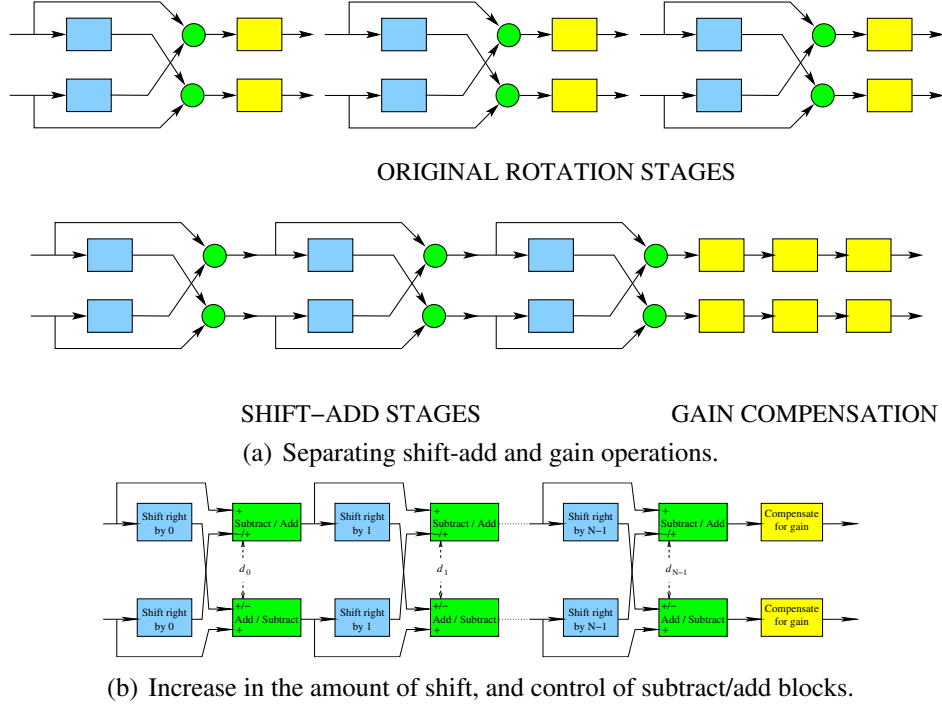 ORIGINAL ROTATION STAGES
SHIFT−ADD STAGES
GAIN COMPENSATION
(a) Separating shift-add and gain operations.
Shift right
by 0
+
Subtract / Add
−/+
Shift right
by 1
+
Subtract / Add
−/+
Shift right
by N−1
+
Subtract / Add
−/+
Compensate
for gain
d0
d1
dN−1
Shift right
by 0
+/−
Add / Subtract
+
Shift right
by 1
+/−
Add / Subtract
+
Shift right
by N−1
+/−
Add / Subtract
+
Compensate
for gain
(b) Increase in the amount of shift, and control of subtract/add blocks.